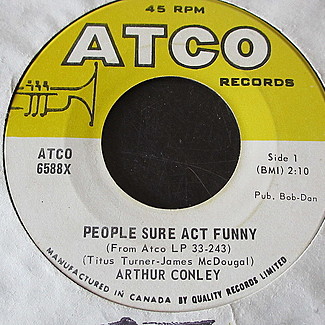 45 RPM
ATCO
RECORDS
ATCO
6588X
Side 1
(BMI) 2:10
Pub. Bob-Dan
PEOPLE SURE ACT FUNNY
(From Atco LP 33-243)
(Titus Turner-James McDougal)
ARTHUR CONLEY
MANUFACTURED IN CANADA BY QUALITY RECORDS LIMITED